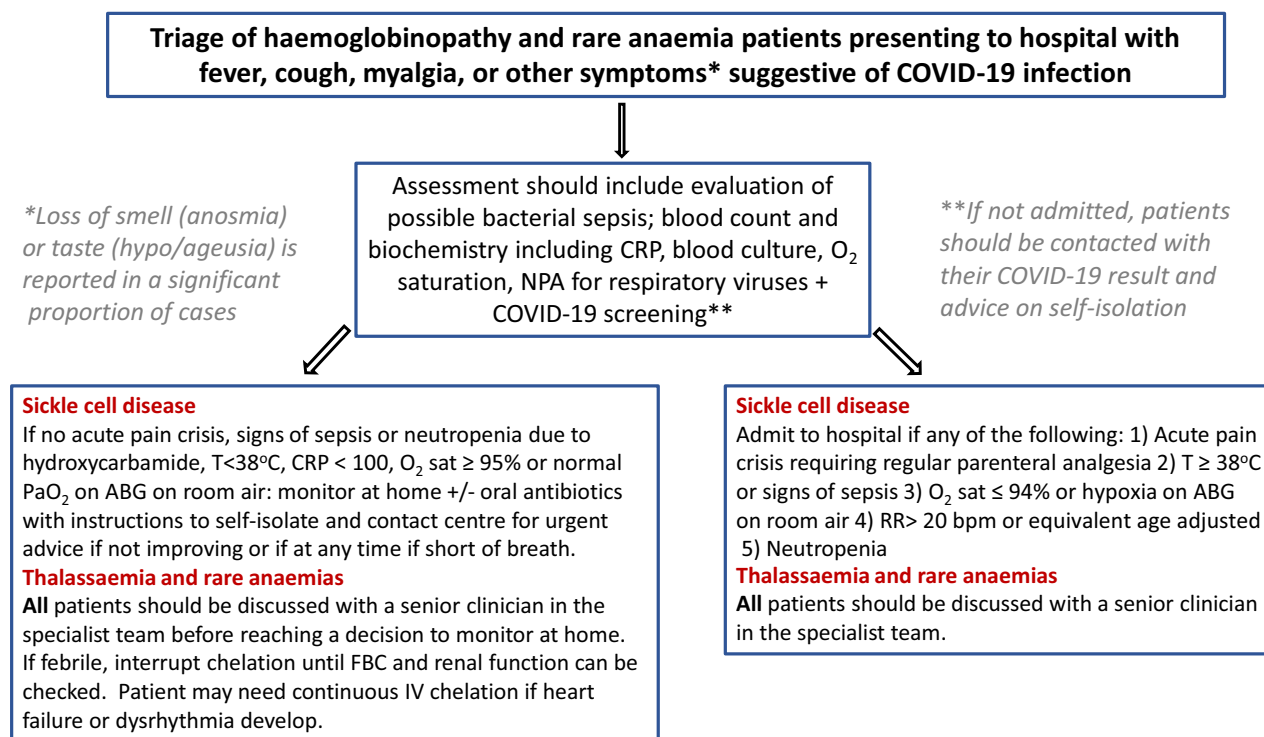 Triage of haemoglobinopathy and rare anaemia patients presenting to hospital with
fever, cough, myalgia, or other symptoms* suggestive of COVID-19 infection
Assessment should include evaluation of
possible bacterial sepsis; blood count and
biochemistry including CRP, blood culture, O₂
saturation, NPA for respiratory viruses +
COVID-19 screening**
*Loss of smell (anosmia)
or taste (hypo/ageusia) is
reported in a significant
proportion of cases
**If not admitted, patients
should be contacted with
their COVID-19 result and
advice on self-isolation
Sickle cell disease
If no acute pain crisis, signs of sepsis or neutropenia due to
hydroxycarbamide, T<38ᵒC, CRP < 100, O₂ sat ≥ 95% or normal
PaO₂ on ABG on room air: monitor at home +/- oral antibiotics
with instructions to self-isolate and contact centre for urgent
advice if not improving or if at any time if short of breath.
Thalassaemia and rare anaemias
All patients should be discussed with a senior clinician in the
specialist team before reaching a decision to monitor at home.
If febrile, interrupt chelation until FBC and renal function can be
checked. Patient may need continuous IV chelation if heart
failure or dysrhythmia develop.
Sickle cell disease
Admit to hospital if any of the following: 1) Acute pain
crisis requiring regular parenteral analgesia 2) T ≥ 38ᵒC
or signs of sepsis 3) O₂ sat ≤ 94% or hypoxia on ABG
on room air 4) RR> 20 bpm or equivalent age adjusted
5) Neutropenia
Thalassaemia and rare anaemias
All patients should be discussed with a senior clinician
in the specialist team.